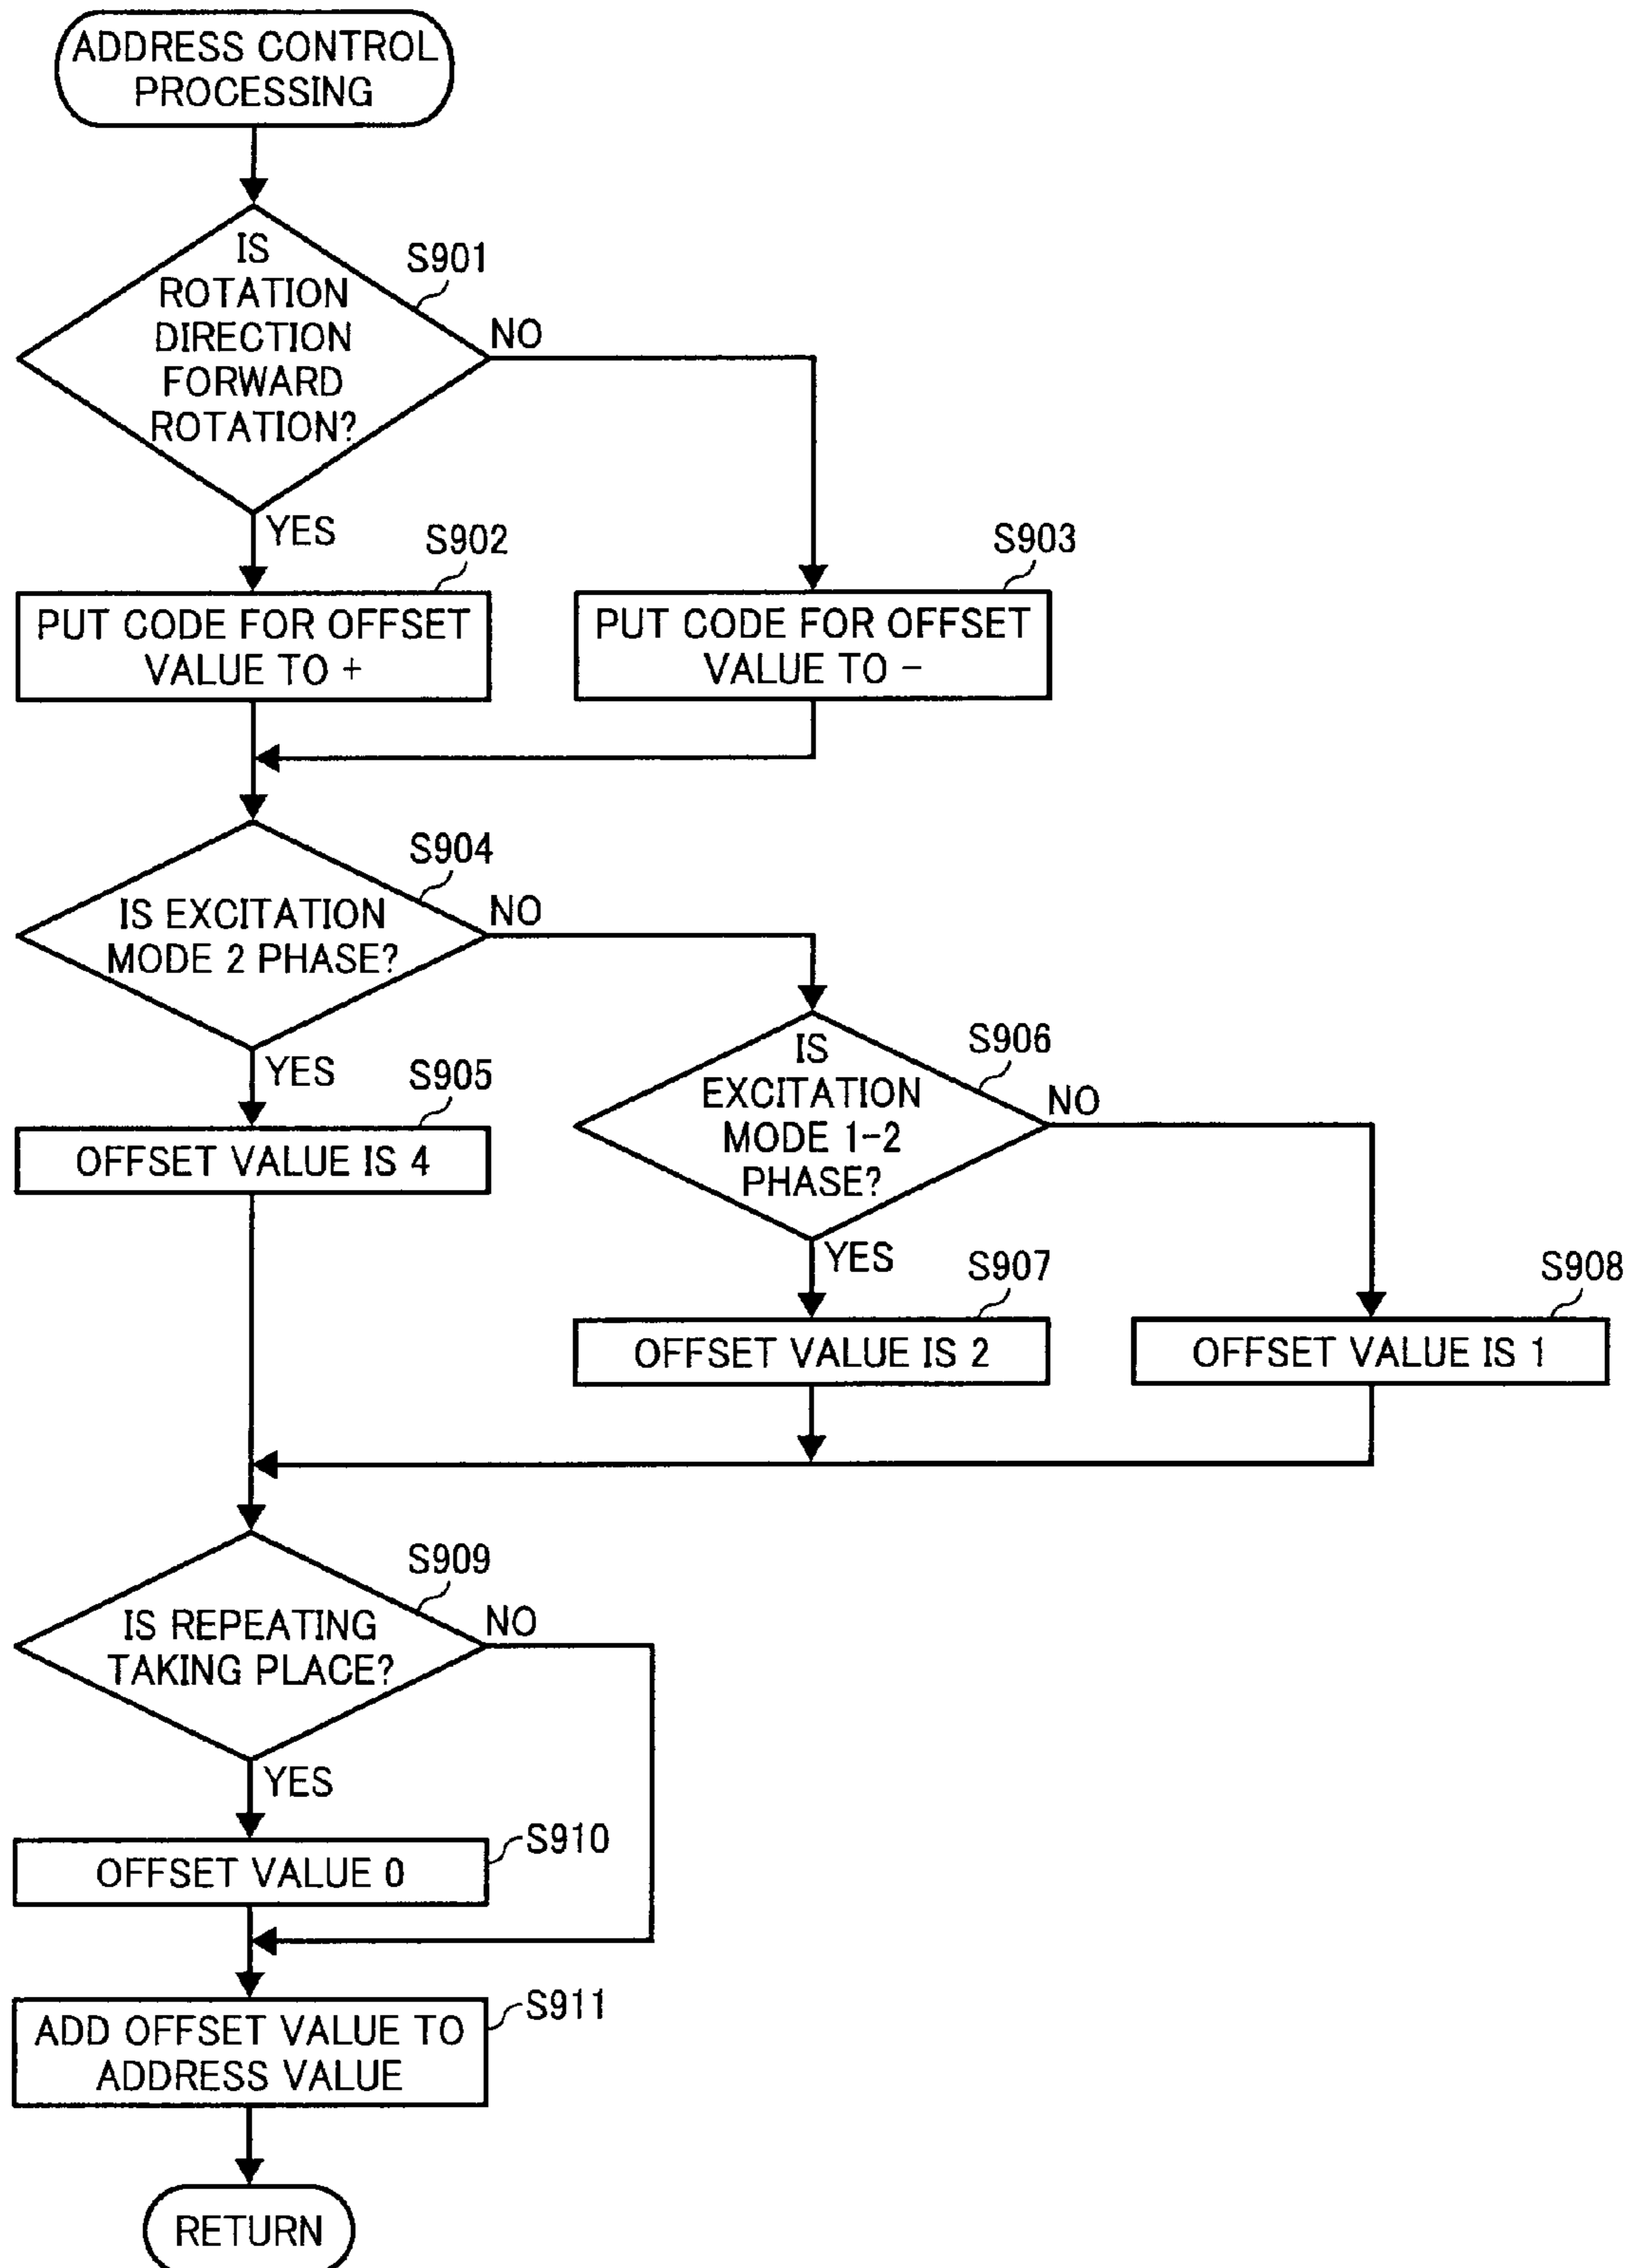 ADDRESS CONTROL
PROCESSING
IS
ROTATION
DIRECTION
FORWARD
ROTATION?
S901
NO
YES
S902
PUT CODE FOR OFFSET
VALUE TO +
S903
PUT CODE FOR OFFSET
VALUE TO -
S904
IS EXCITATION
MODE 2 PHASE?
NO
YES
S905
OFFSET VALUE IS 4
S906
IS
EXCITATION
MODE 1-2
PHASE?
NO
YES
S907
OFFSET VALUE IS 2
S908
OFFSET VALUE IS 1
S909
IS REPEATING
TAKING PLACE?
NO
YES
S910
OFFSET VALUE 0
S911
ADD OFFSET VALUE TO
ADDRESS VALUE
RETURN